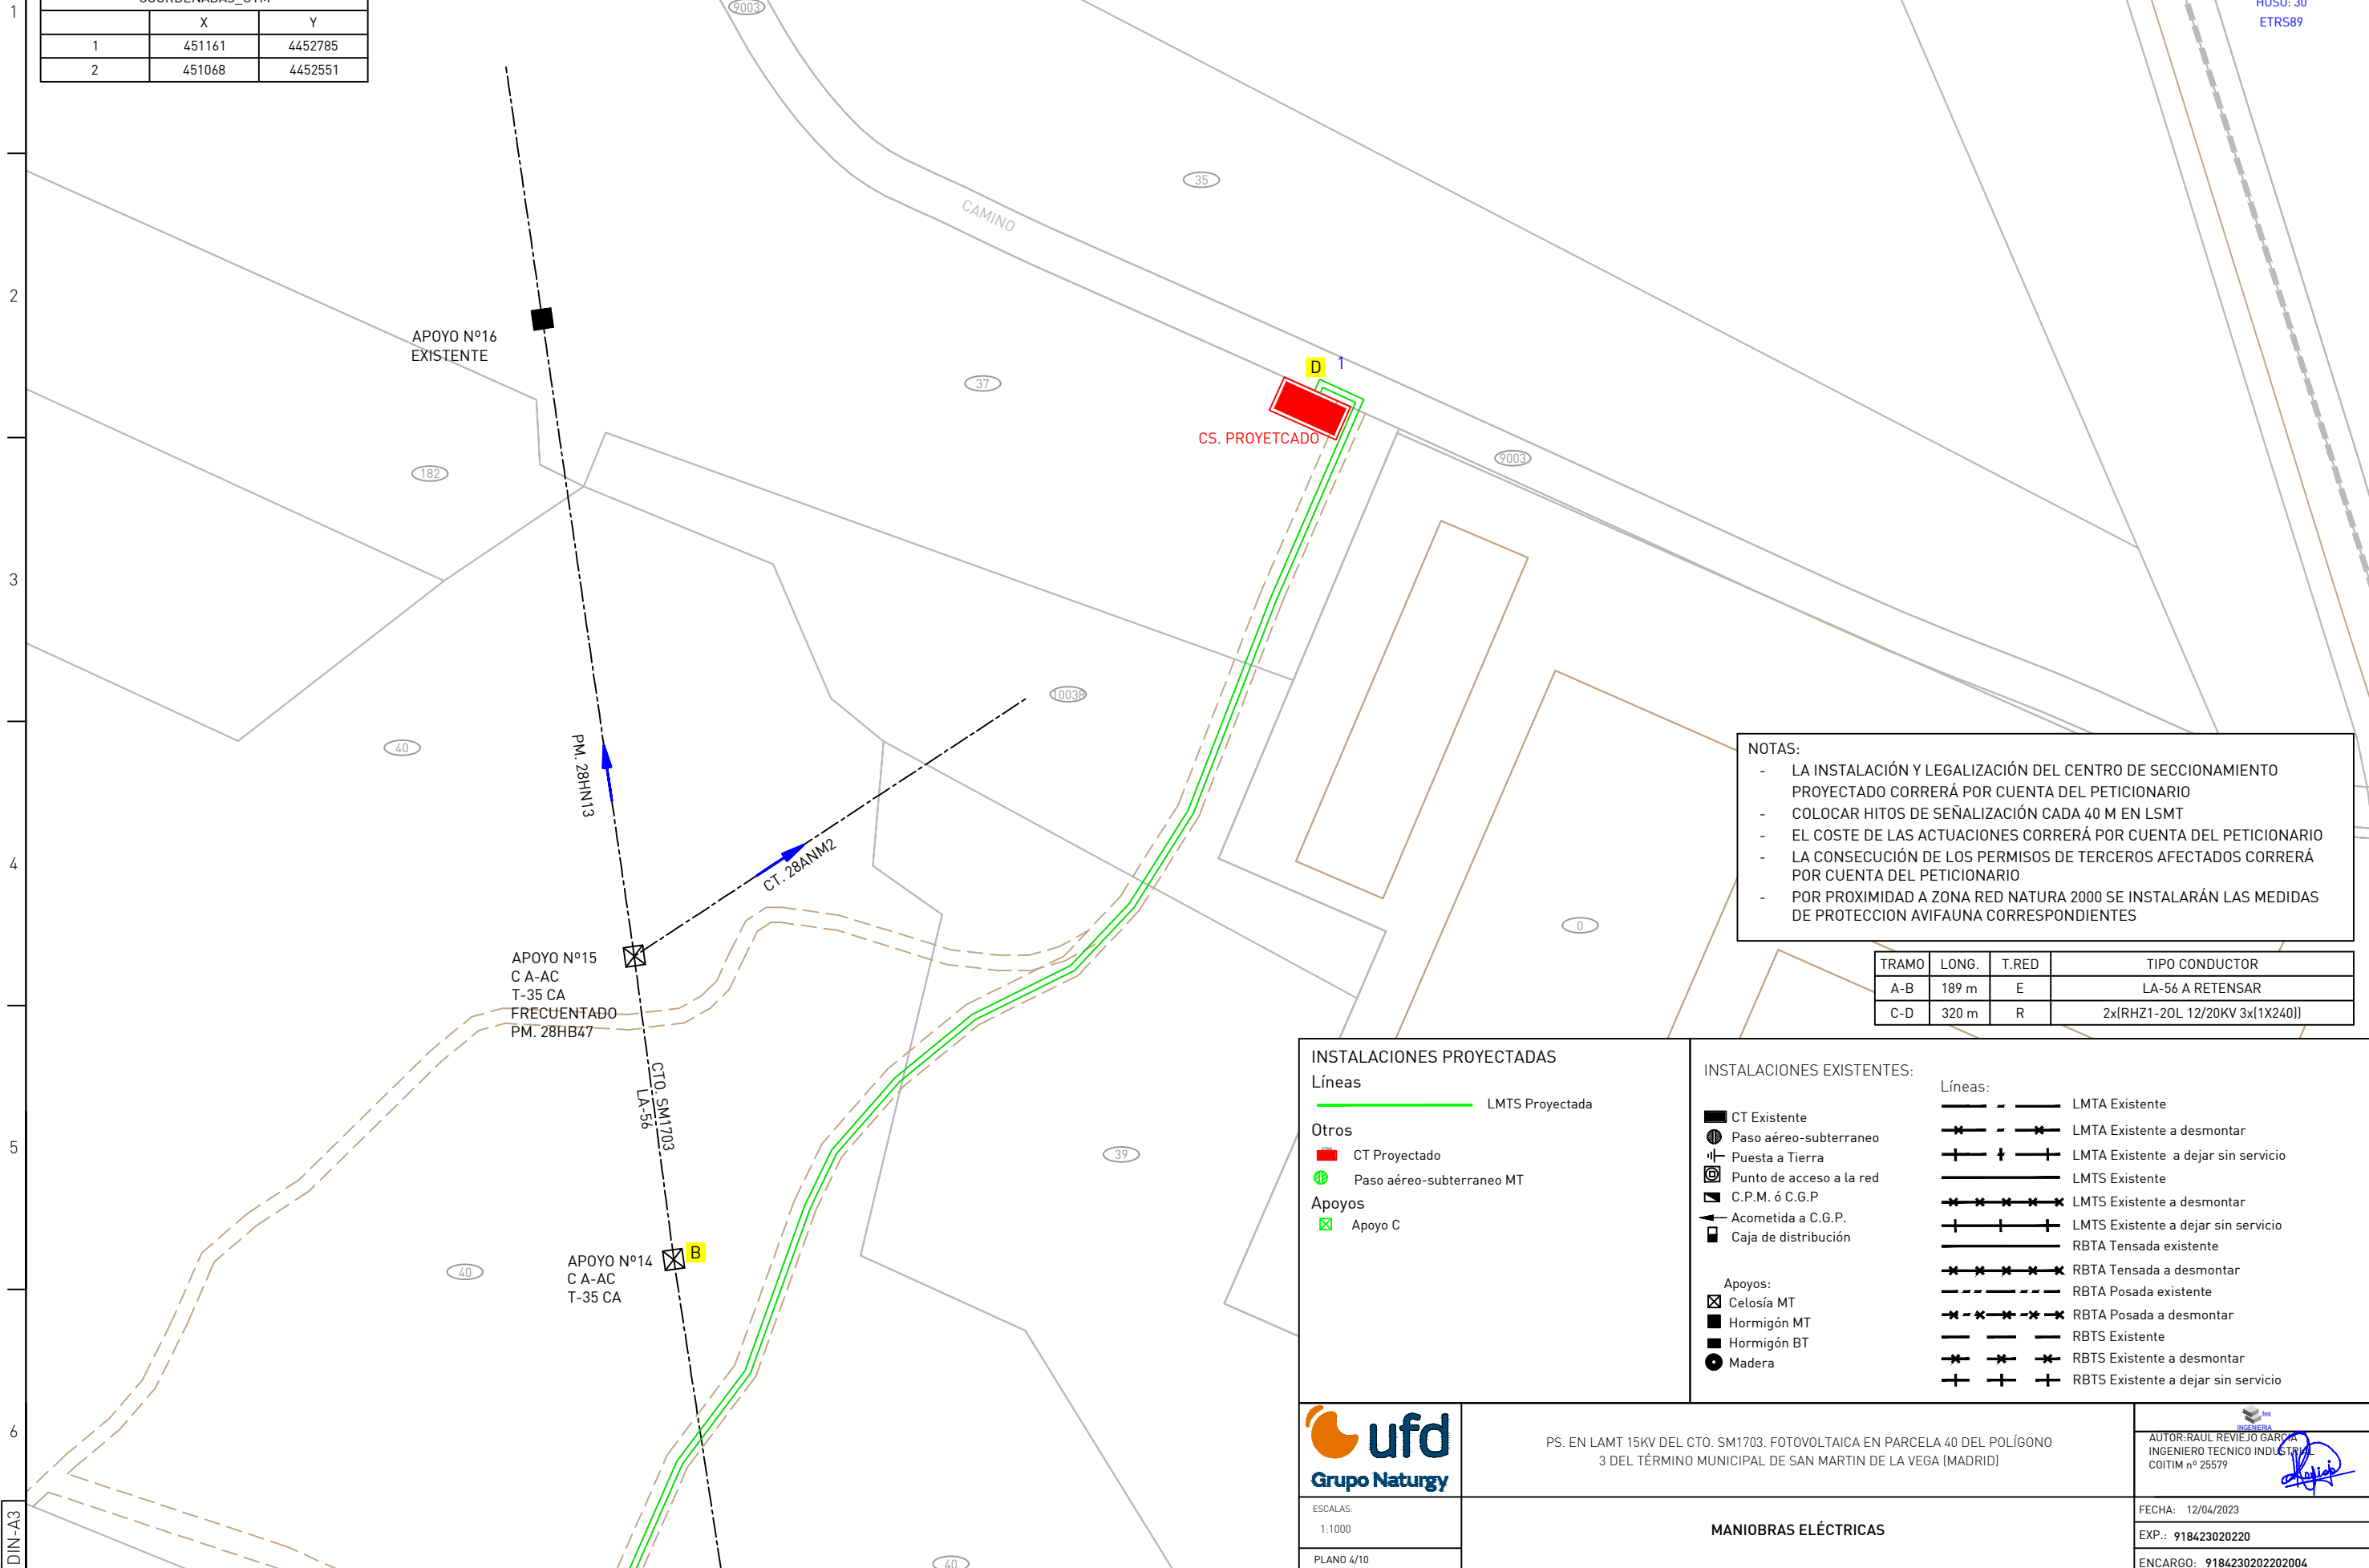 COORDENADAS_UTM
X Y
1 451161 4452785
2 451068 4452551
HUSO: 30
ETRS89
1
2
3
4
5
6
DIN-A3
9003
35
CAMINO
APOYO Nº16
EXISTENTE
37
D 1
CS. PROYETCADO
9003
182
10038
40
PM. 28HN13
CT. 28ANM2
0
APOYO Nº15
C A-AC
T-35 CA
FRECUENTADO
PM. 28HB47
CTO. SM1703
LA-56
39
40
APOYO Nº14
C A-AC
T-35 CA
B
40
NOTAS:
- LA INSTALACIÓN Y LEGALIZACIÓN DEL CENTRO DE SECCIONAMIENTO
PROYECTADO CORRERÁ POR CUENTA DEL PETICIONARIO
- COLOCAR HITOS DE SEÑALIZACIÓN CADA 40 M EN LSMT
- EL COSTE DE LAS ACTUACIONES CORRERÁ POR CUENTA DEL PETICIONARIO
- LA CONSECUCIÓN DE LOS PERMISOS DE TERCEROS AFECTADOS CORRERÁ
POR CUENTA DEL PETICIONARIO
- POR PROXIMIDAD A ZONA RED NATURA 2000 SE INSTALARÁN LAS MEDIDAS
DE PROTECCION AVIFAUNA CORRESPONDIENTES
TRAMO LONG. T.RED TIPO CONDUCTOR
A-B 189 m E LA-56 A RETENSAR
C-D 320 m R 2x(RHZ1-2OL 12/20KV 3x(1X240))
INSTALACIONES PROYECTADAS
Líneas
LMTS Proyectada
Otros
CT Proyectado
Paso aéreo-subterraneo MT
Apoyos
Apoyo C
INSTALACIONES EXISTENTES:
CT Existente
Paso aéreo-subterraneo
Puesta a Tierra
Punto de acceso a la red
C.P.M. ó C.G.P
Acometida a C.G.P.
Caja de distribución
Apoyos:
Celosía MT
Hormigón MT
Hormigón BT
Madera
Líneas:
LMTA Existente
LMTA Existente a desmontar
LMTA Existente a dejar sin servicio
LMTS Existente
LMTS Existente a desmontar
LMTS Existente a dejar sin servicio
RBTA Tensada existente
RBTA Tensada a desmontar
RBTA Posada existente
RBTA Posada a desmontar
RBTS Existente
RBTS Existente a desmontar
RBTS Existente a dejar sin servicio
ufd
Grupo Naturgy
PS. EN LAMT 15KV DEL CTO. SM1703. FOTOVOLTAICA EN PARCELA 40 DEL POLÍGONO
3 DEL TÉRMINO MUNICIPAL DE SAN MARTIN DE LA VEGA (MADRID)
INGENIERIA
AUTOR:RAUL REVIEJO GARCÍA
INGENIERO TECNICO INDUSTRIAL
COITIM nº 25579
ESCALAS:
1:1000
PLANO 4/10
MANIOBRAS ELÉCTRICAS
FECHA: 12/04/2023
EXP.: 918423020220
ENCARGO: 9184230202202004